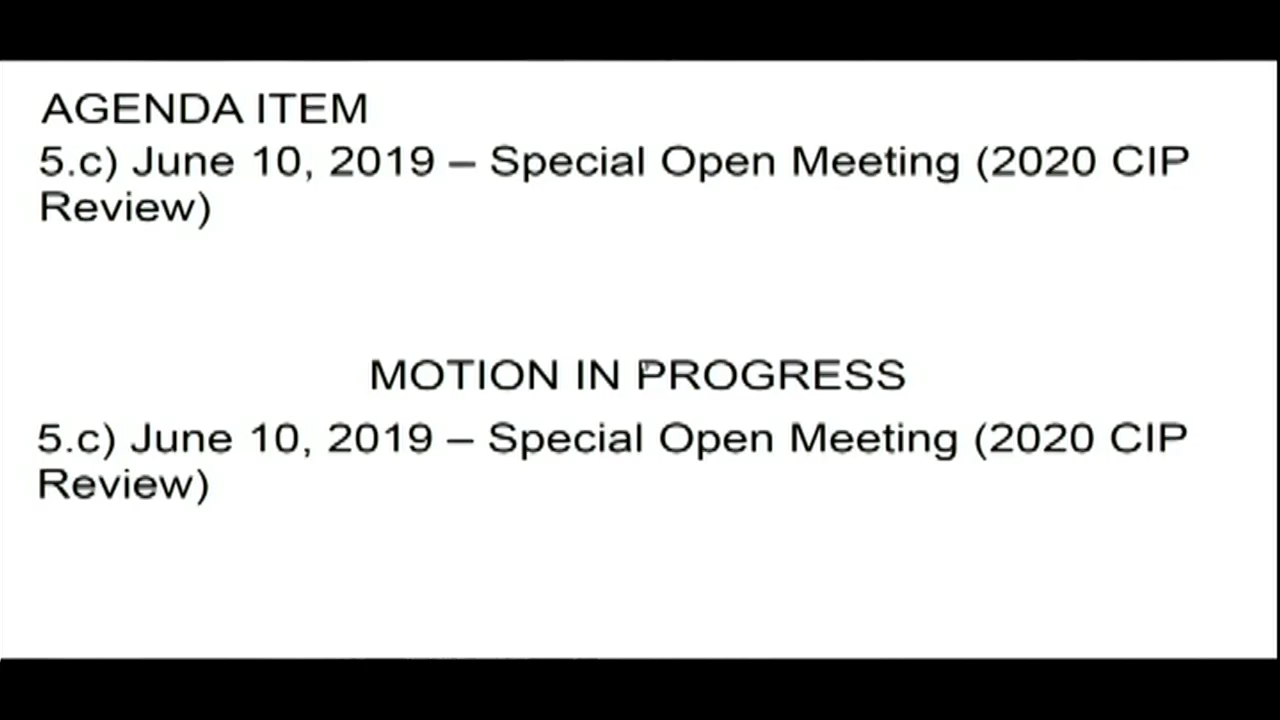 AGENDA ITEM
5.c) June 10, 2019 – Special Open Meeting (2020 CIP
Review)
MOTION IN PROGRESS
5.c) June 10, 2019 – Special Open Meeting (2020 CIP
Review)